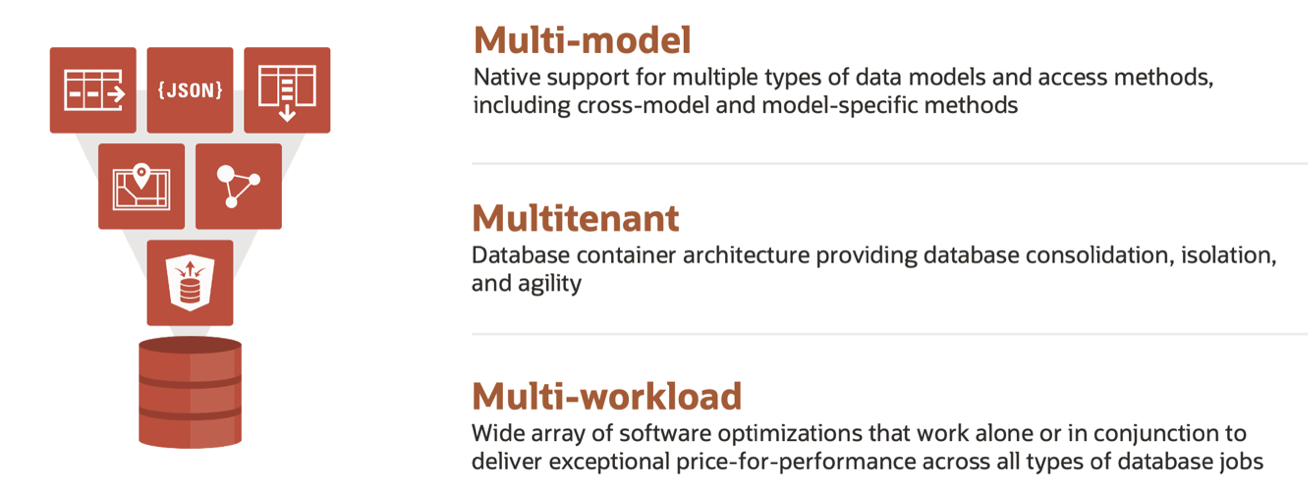 {JSON}
Multi-model
Native support for multiple types of data models and access methods,
including cross-model and model-specific methods
Multitenant
Database container architecture providing database consolidation, isolation,
and agility
Multi-workload
Wide array of software optimizations that work alone or in conjunction to
deliver exceptional price-for-performance across all types of database jobs